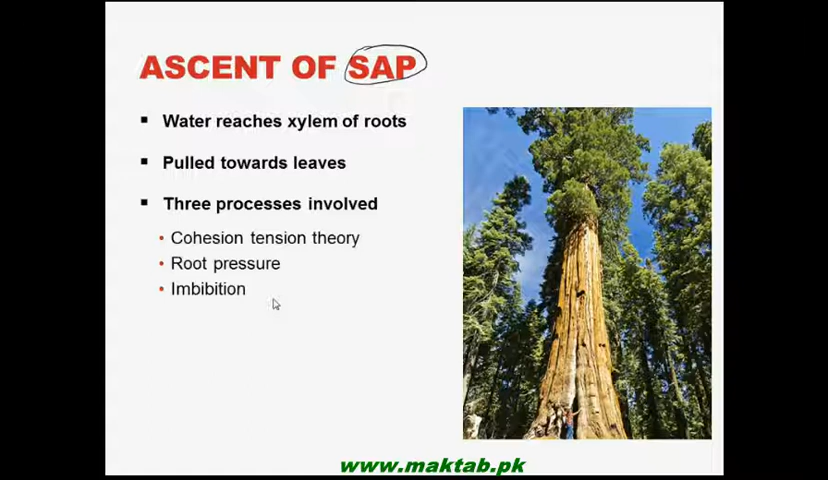 ASCENT OF SAP
▪ Water reaches xylem of roots
▪ Pulled towards leaves
▪ Three processes involved
• Cohesion tension theory
• Root pressure
• Imbibition
www.maktab.pk